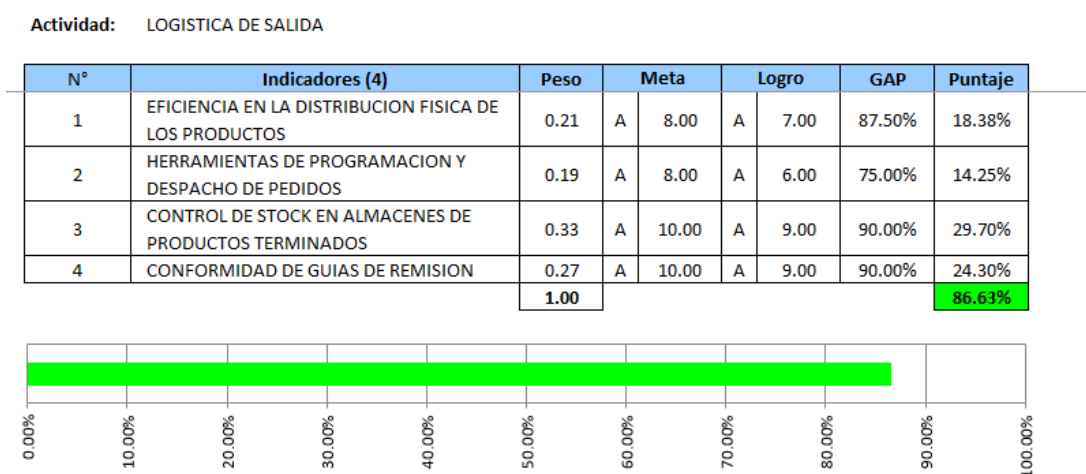 Actividad: LOGISTICA DE SALIDA
N° Indicadores (4) Peso Meta Logro GAP Puntaje
1 EFICIENCIA EN LA DISTRIBUCION FISICA DE LOS PRODUCTOS 0.21 A 8.00 A 7.00 87.50% 18.38%
2 HERRAMIENTAS DE PROGRAMACION Y DESPACHO DE PEDIDOS 0.19 A 8.00 A 6.00 75.00% 14.25%
3 CONTROL DE STOCK EN ALMACENES DE PRODUCTOS TERMINADOS 0.33 A 10.00 A 9.00 90.00% 29.70%
4 CONFORMIDAD DE GUIAS DE REMISION 0.27 A 10.00 A 9.00 90.00% 24.30%
1.00 86.63%
0.00% 10.00% 20.00% 30.00% 40.00% 50.00% 60.00% 70.00% 80.00% 90.00% 100.00%